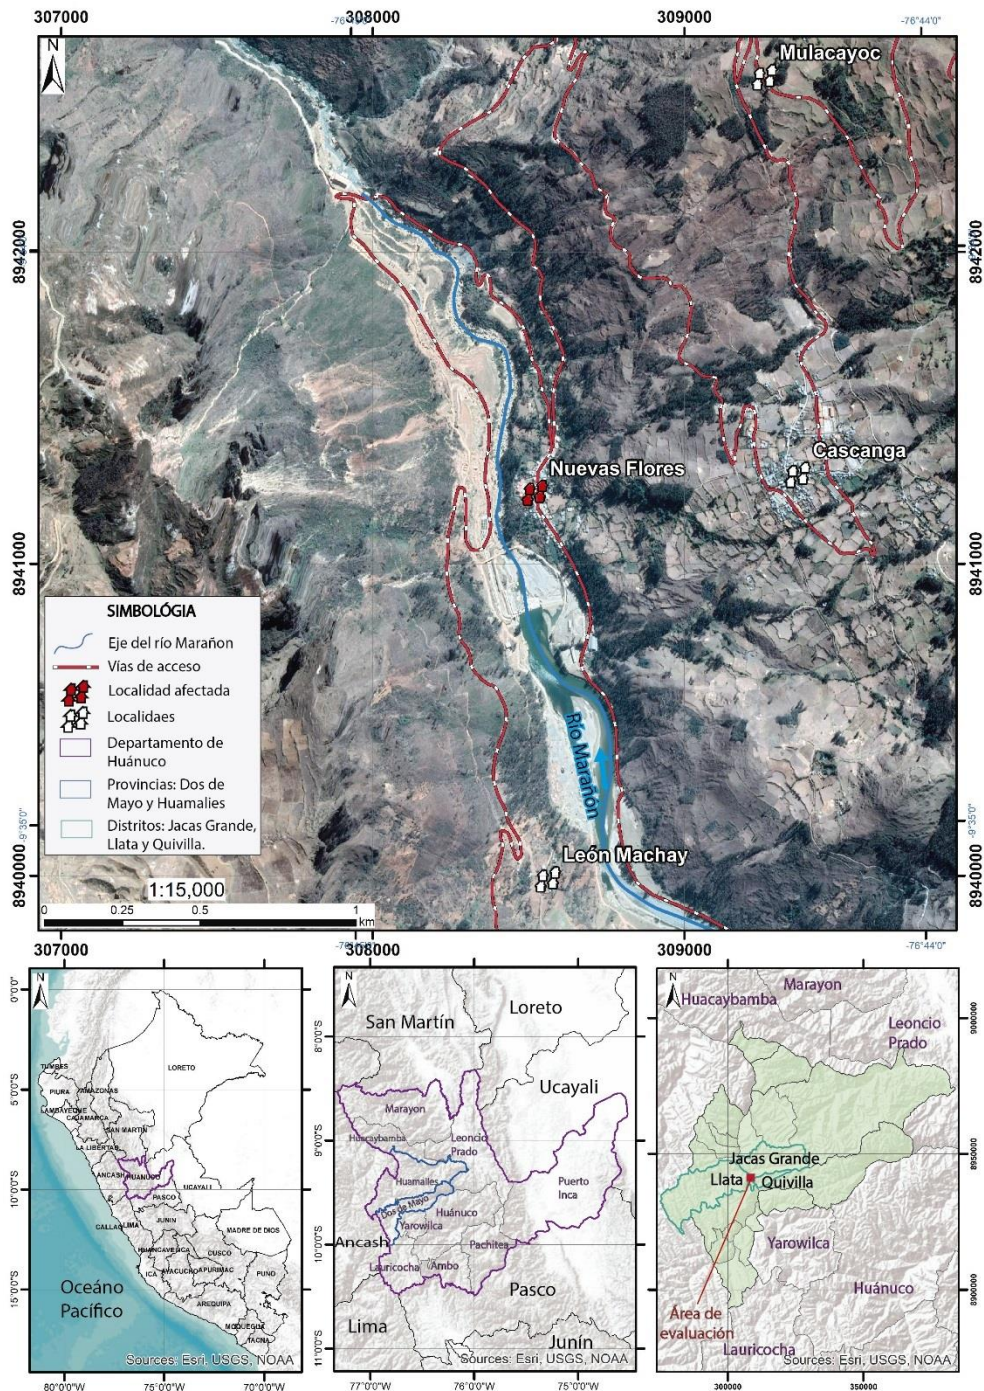 307000
308000
309000
-76°44'0"
Mulacayoc
N
8942000
8942000
Nuevas Flores
Cascanga
8941000
8941000
SIMBOLÓGIA
Eje del río Marañon
Vías de acceso
Localidad afectada
Localidaes
Departamento de
Huánuco
Provincias: Dos de
Mayo y Huamalies
Distritos: Jacas Grande,
Llata y Quivilla.
Río Marañón
-9°35'0"
-9°35'0"
León Machay
8940000
8940000
1:15,000
0 0.25 0.5 1
km
307000
308000
309000
-76°44'0"
N
0°0'0"
5°0'0"S
10°0'0"S
15°0'0"S
TUMBES
PIURA
AMAZONAS
LORETO
LAMBAYEQUE
CAJAMARCA
SAN MARTIN
LA LIBERTAD
ANCASH
HUANUCO
UCAYALI
PASCO
CALLAO
LIMA
JUNIN
MADRE DE DIOS
HUANCAVELICA
CUSCO
ICA
AYACUCHO
APURIMAC
PUNO
AREQUIPA
MOQUEGUA
TACNA
Oceáno
Pacífico
Sources: Esri, USGS, NOAA
80°0'0"W
75°0'0"W
70°0'0"W
N
San Martín
Loreto
8°0'0"S
Ucayali
Marayon
9°0'0"S
Huacaybamba
Leoncio
Prado
Huamalies
Puerto
Inca
Dos de Mayo
Huánuco
Yarowilca
10°0'0"S
Ancash
Pachitea
Lauricocha
Ambo
Pasco
Lima
Junín
11°0'0"S
Sources: Esri, USGS, NOAA
77°0'0"W
76°0'0"W
75°0'0"W
N
Marayon
Huacaybamba
Leoncio
Prado
9000000
8950000
Jacas Grande
Llata
Quivilla
Yarowilca
Huánuco
8900000
Área de
evaluación
Lauricocha
Sources: Esri, USGS, NOAA
300000
350000